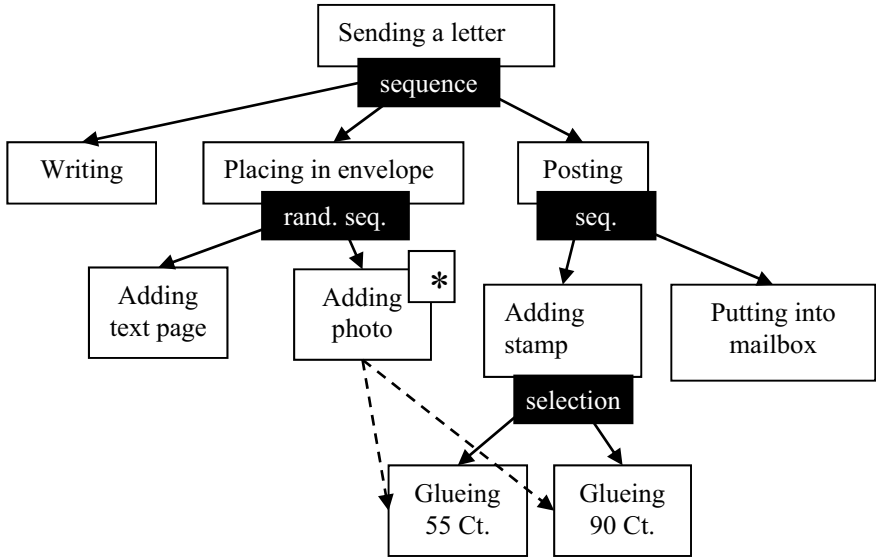 Sending a letter
sequence
Writing
Placing in envelope
Posting
rand. seq.
seq.
Adding
text page
Adding
photo
*
Adding
stamp
Putting into
mailbox
selection
Glueing
55 Ct.
Glueing
90 Ct.